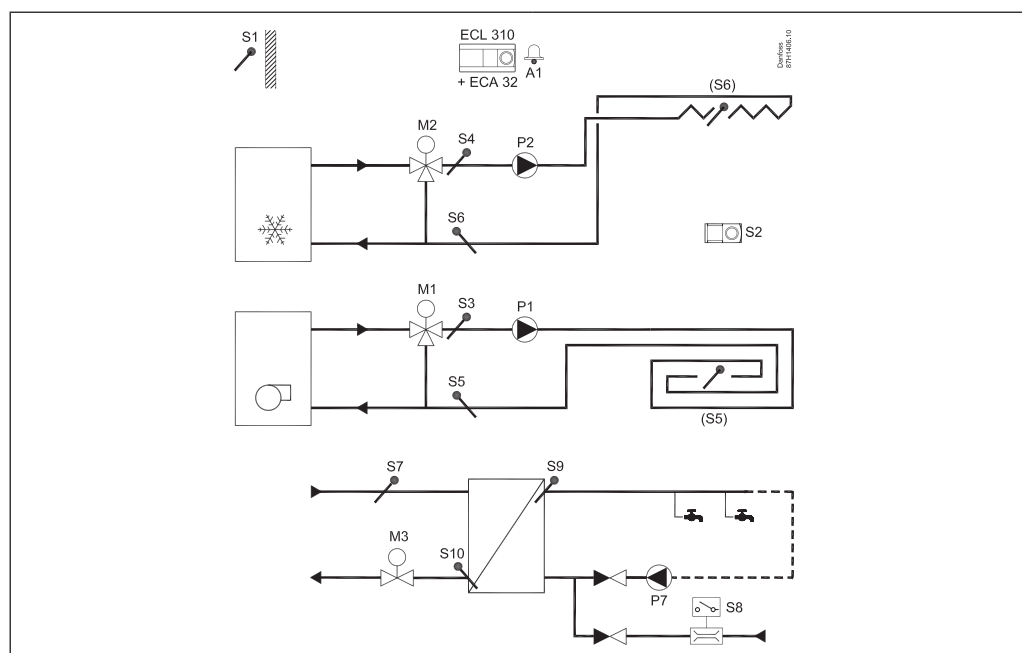 S1
ECL 310
A1
+ ECA 32
Danfoss
87H1406.10
(S6)
M2
S4
P2
S6
S2
M1
S3
P1
S5
(S5)
S7
S9
M3
S10
P7
S8